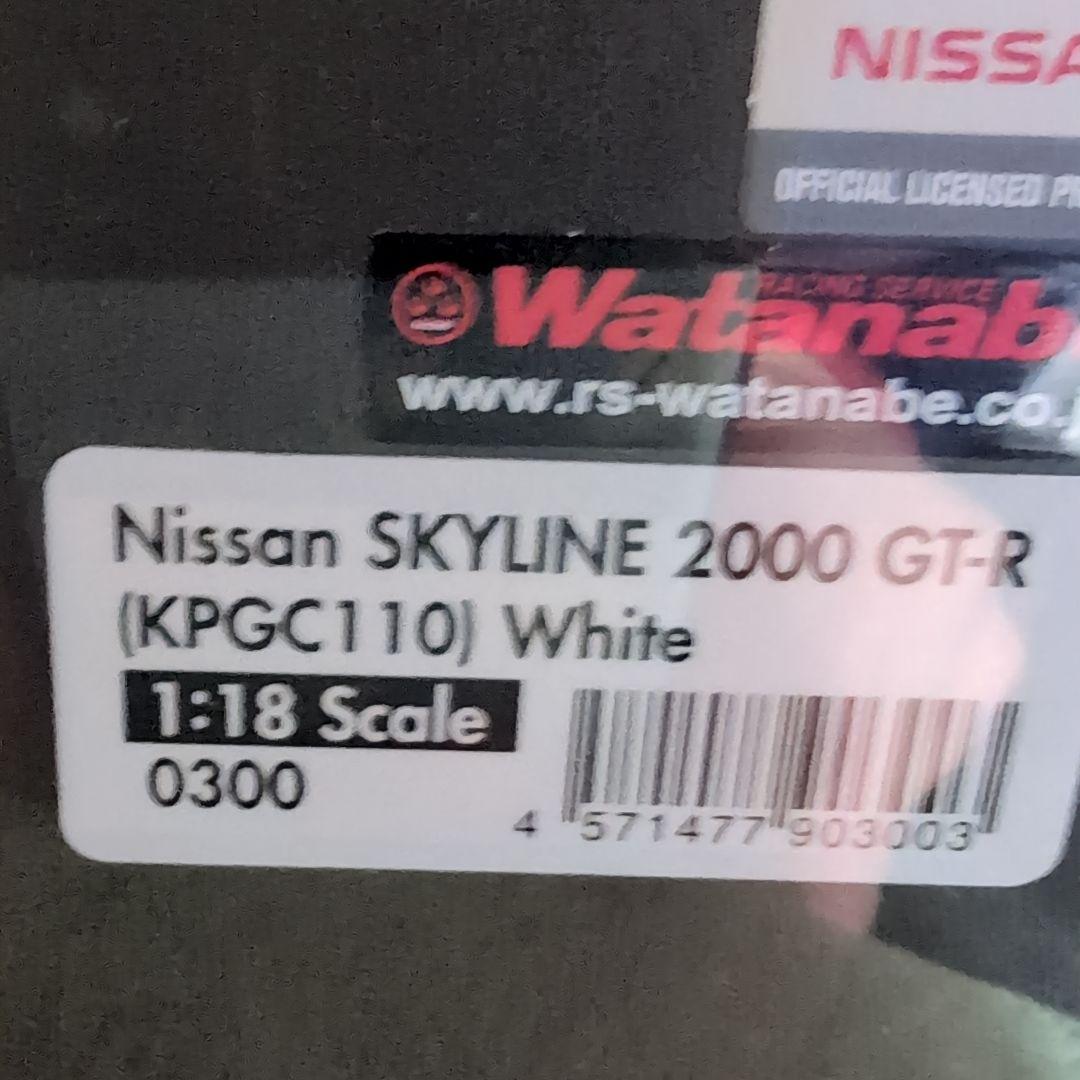 NISSA
OFFICIAL LICENSED PR
RACING SERVICE
Watanabe
www.rs-watanabe.co.j
Nissan SKYLINE 2000 GT-R
(KPGC110) White
1:18 Scale
0300
4 571477 903003